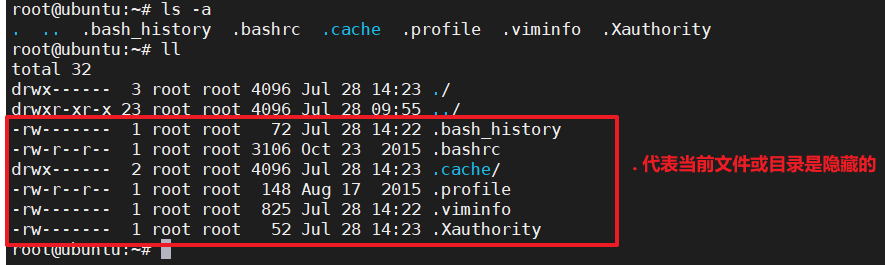 root@ubuntu:~# ls -a
.  ..  .bash_history  .bashrc  .cache  .profile  .viminfo  .Xauthority
root@ubuntu:~# ll
total 32
drwx------  3 root root 4096 Jul 28 14:23 ./
drwxr-xr-x 23 root root 4096 Jul 28 09:55 ../
-rw-------  1 root root   72 Jul 28 14:22 .bash_history
-rw-r--r--  1 root root 3106 Oct 23  2015 .bashrc
drwx------  2 root root 4096 Jul 28 14:23 .cache/
-rw-r--r--  1 root root  148 Aug 17  2015 .profile
-rw-------  1 root root  825 Jul 28 14:22 .viminfo
-rw-------  1 root root   52 Jul 28 14:23 .Xauthority
. 代表当前文件或目录是隐藏的
root@ubuntu:~#